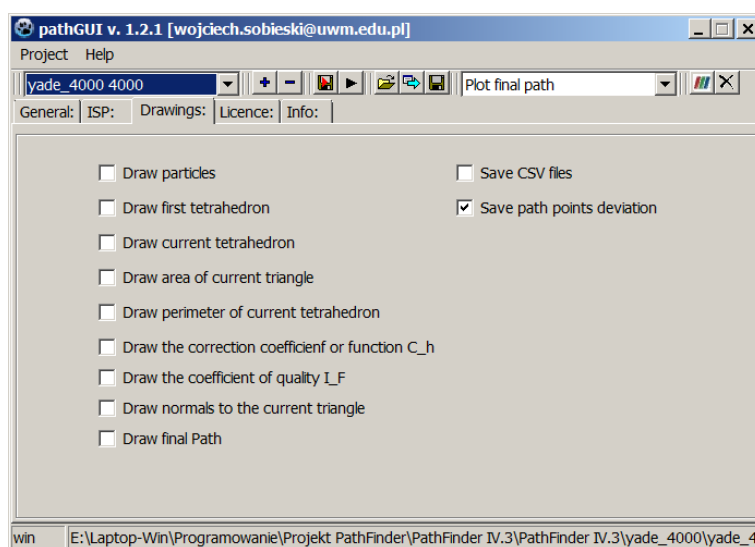 pathGUI v. 1.2.1 [wojciech.sobieski@uwm.edu.pl]
Project Help
yade_4000 4000 Plot final path
General: ISP: Drawings: Licence: Info:
Draw particles Save CSV files
Draw first tetrahedron Save path points deviation
Draw current tetrahedron
Draw area of current triangle
Draw perimeter of current tetrahedron
Draw the correction coefficienf or function C_h
Draw the coefficient of quality I_F
Draw normals to the current triangle
Draw final Path
win E:\Laptop-Win\Programowanie\Projekt PathFinder\PathFinder IV.3\PathFinder IV.3\yade_4000\yade_4